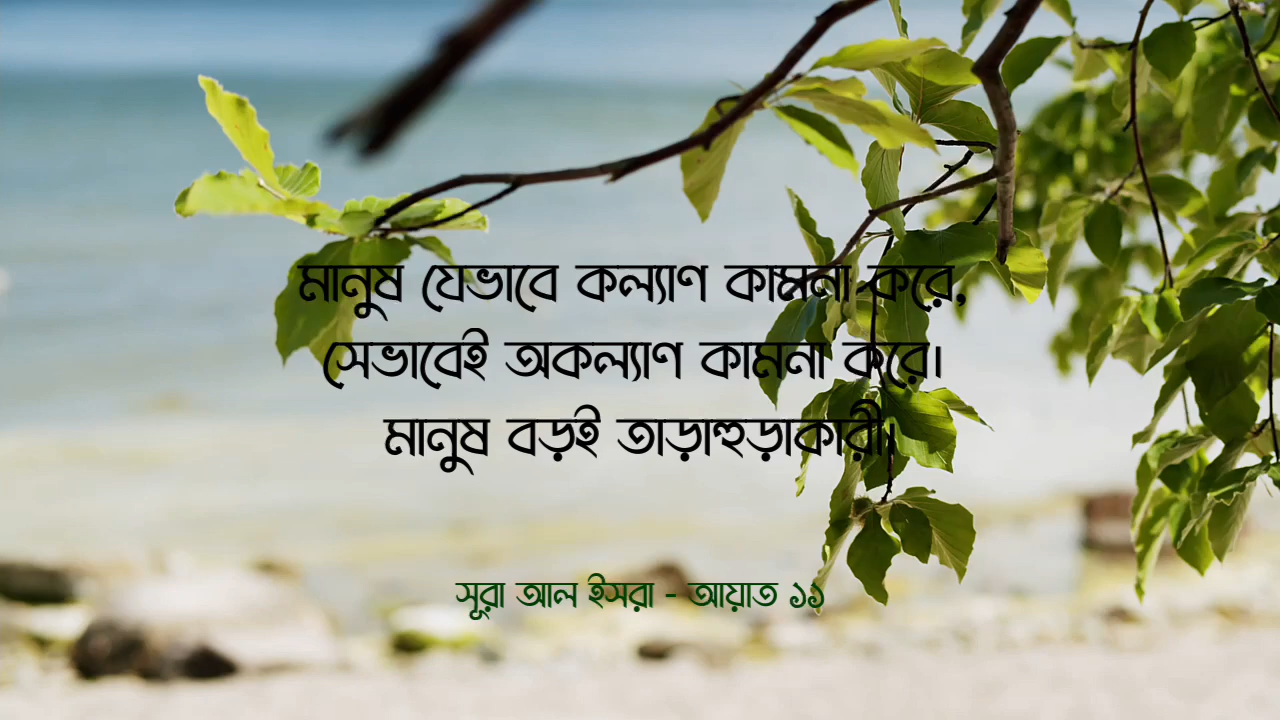 মানুষ যেভাবে কল্যাণ কামনা করে,
সেভাবেই অকল্যাণ কামনা করে।
মানুষ বড়ই তাড়াহুড়াকারী।
সূরা আল ইসরা - আয়াত ১১